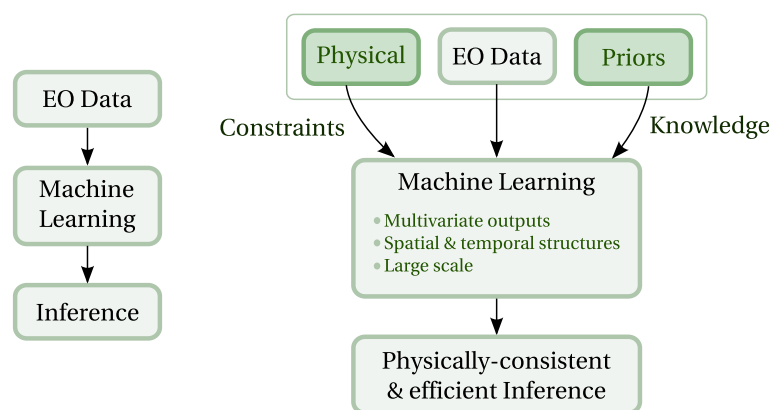 EO Data
Machine
Learning
Inference
Physical
EO Data
Priors
Constraints
Knowledge
Machine Learning
Multivariate outputs
Spatial & temporal structures
Large scale
Physically-consistent
& efficient Inference